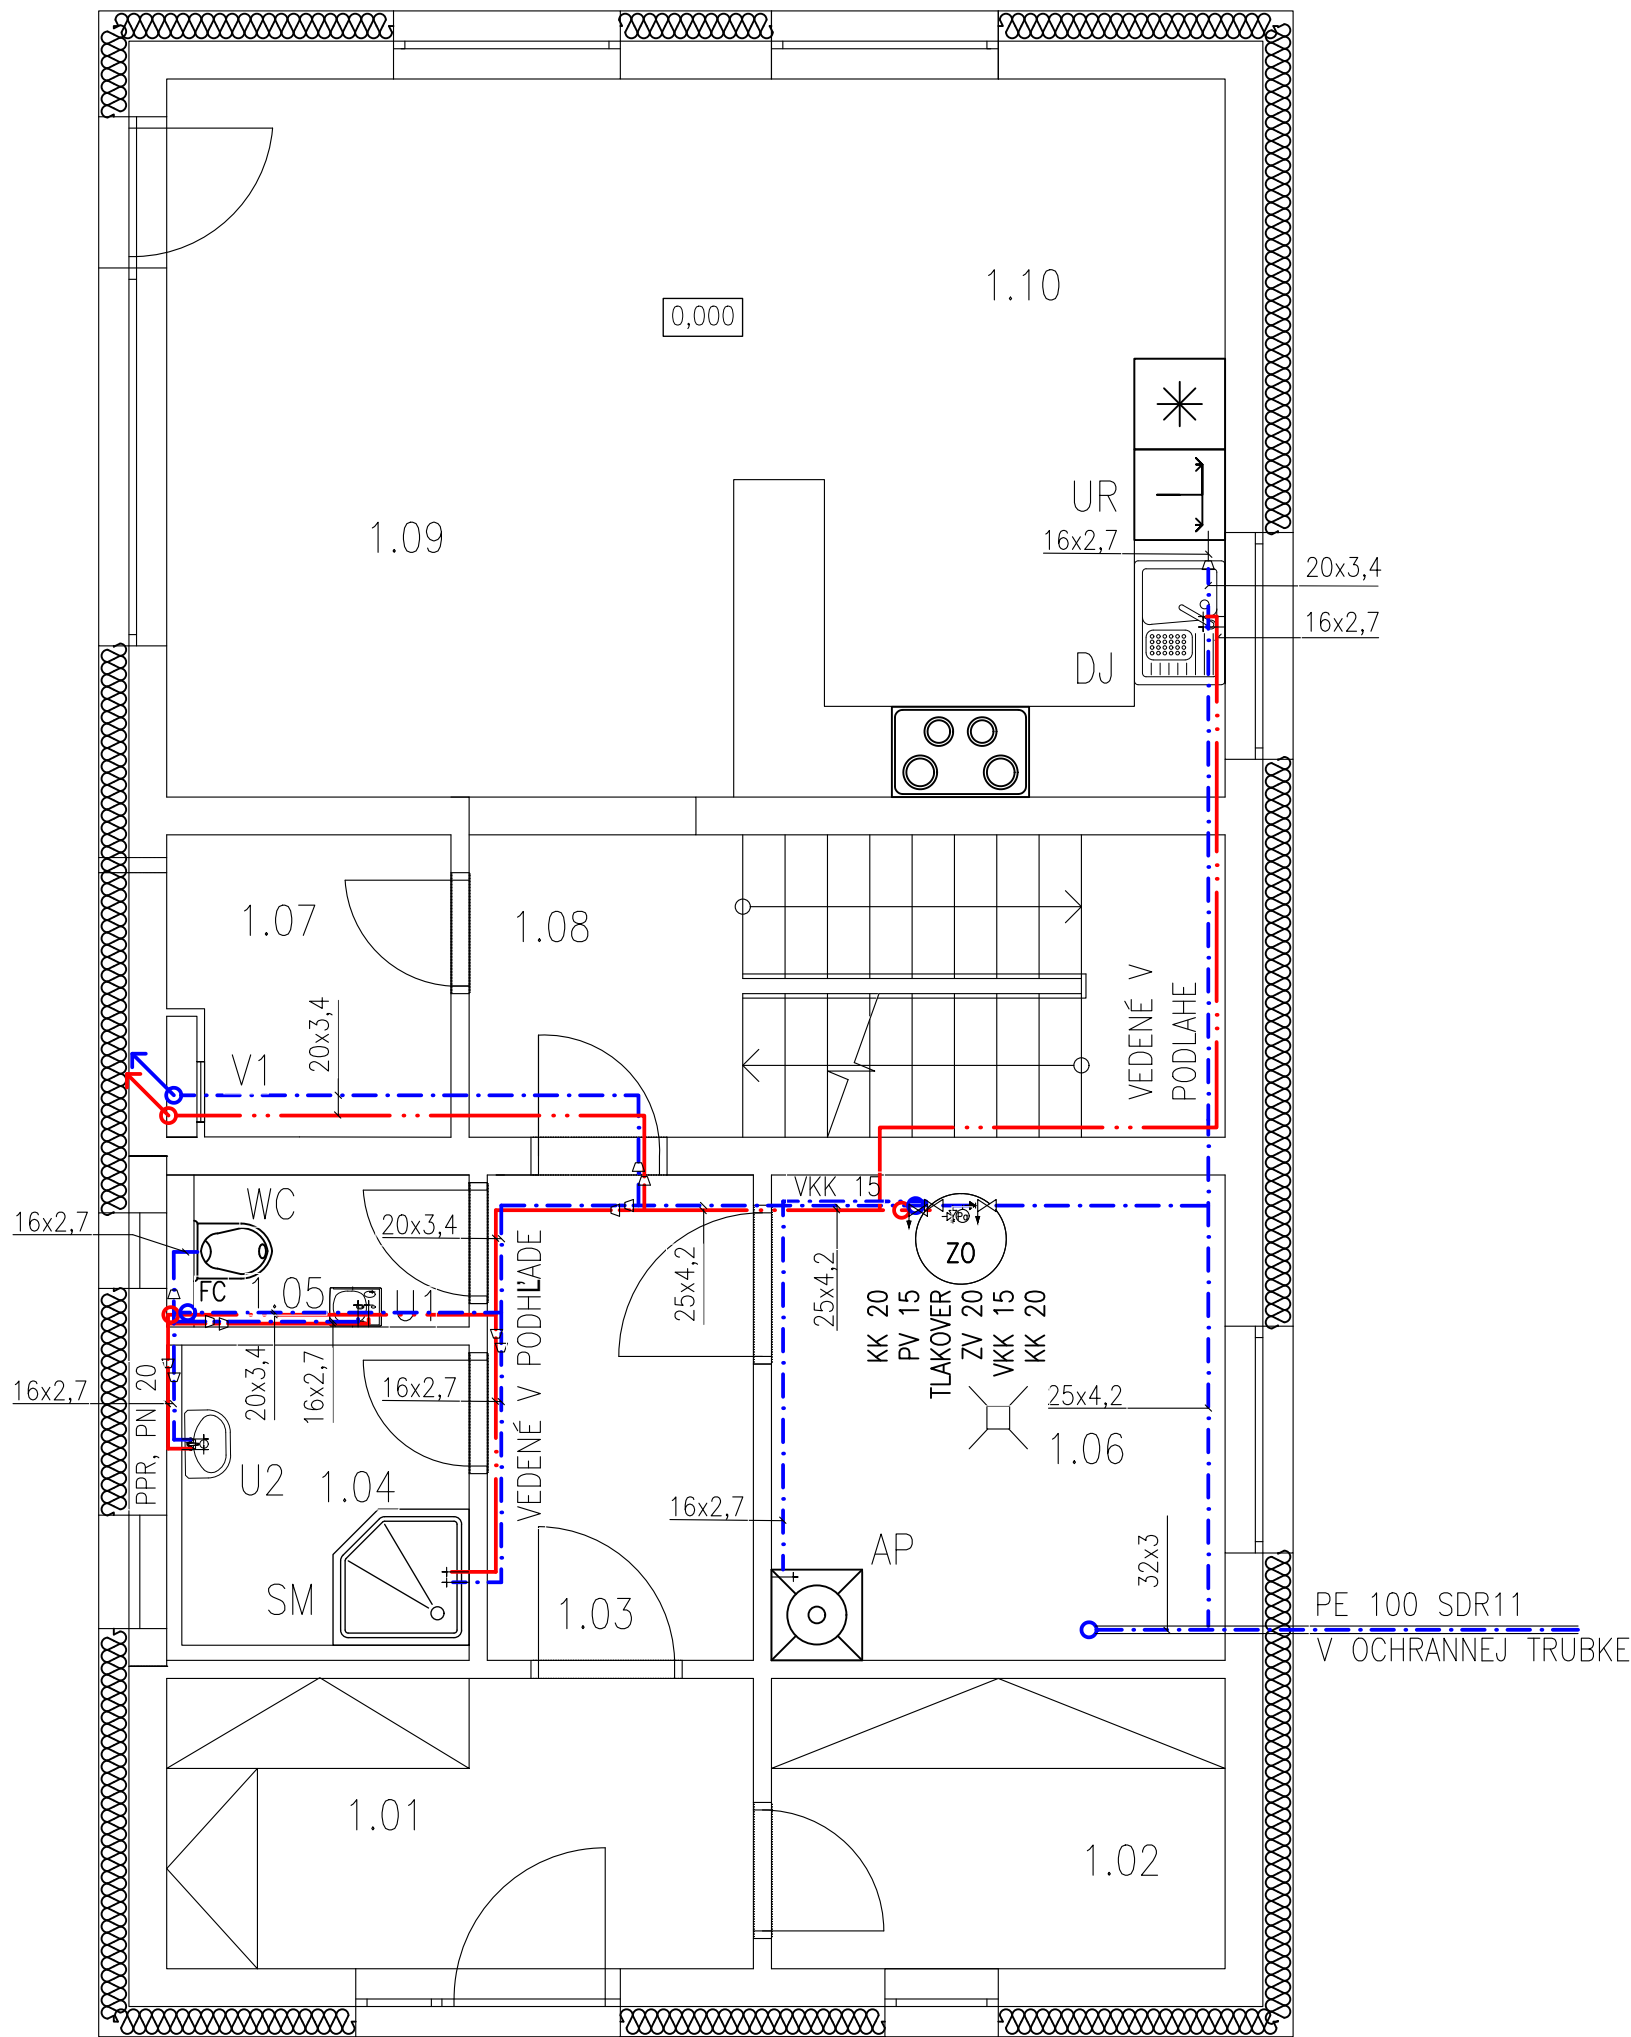 1.10
0,000
UR
1.09
16x2,7
20x3,4
16x2,7
DJ
1.07
1.08
VEDENÉ V
PODLAHE
20x3,4
V1
WC
VKK 15
16x2,7
20x3,4
FC
1.05
U1
25x4,2
25x4,2
ZO
KK 20
PV 15
TLAKOVER
ZV 20
VKK 15
KK 20
VEDENÉ V PODHĽADE
PPR, PN 20
16x2,7
20x3,4
16x2,7
16x2,7
25x4,2
1.06
U2
1.04
16x2,7
AP
SM
1.03
32x3
PE 100 SDR11
V OCHRANNEJ TRUBKE
1.01
1.02